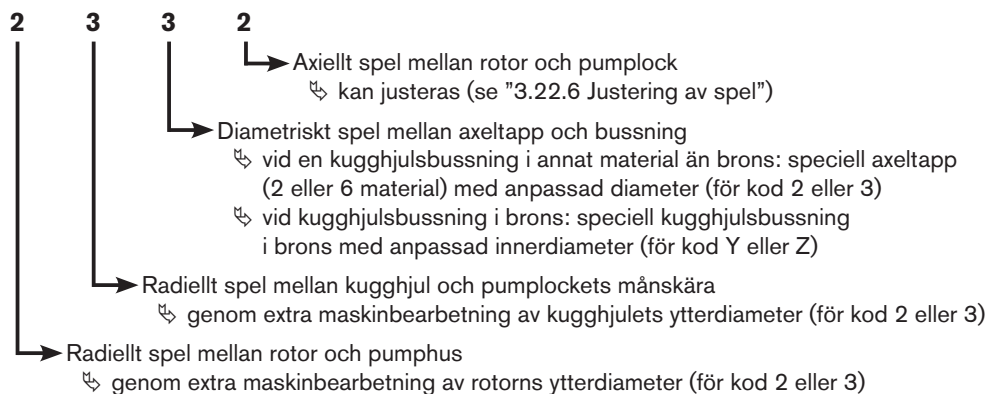 2 3 3 2
Axiellt spel mellan rotor och pumplock
kan justeras (se ”3.22.6 Justering av spel”)
Diametriskt spel mellan axeltapp och bussning
vid en kugghjulsbussning i annat material än brons: speciell axeltapp
(2 eller 6 material) med anpassad diameter (för kod 2 eller 3)
vid kugghjulsbussning i brons: speciell kugghjulsbussning
i brons med anpassad innerdiameter (för kod Y eller Z)
Radiellt spel mellan kugghjul och pumplockets månskära
genom extra maskinbearbetning av kugghjulets ytterdiameter (för kod 2 eller 3)
Radiellt spel mellan rotor och pumphus
genom extra maskinbearbetning av rotorns ytterdiameter (för kod 2 eller 3)